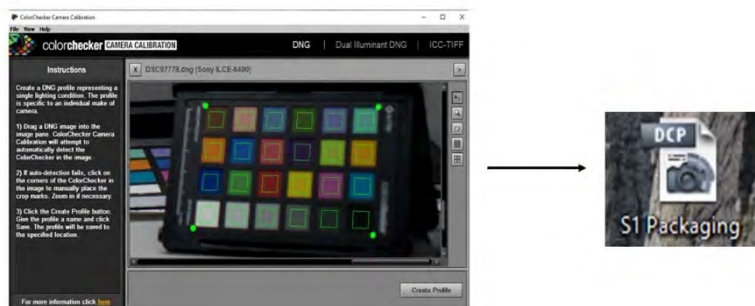 ColorChecker Camera Calibration
File View Help
colorchecker CAMERA CALIBRATION
DNG | Dual Illuminant DNG | ICC-TIFF
Instructions
X DSC07778.dng (Sony ILCE-6400) >
Create a DNG profile representing a
single lighting condition. The profile
is specific to an individual make of
camera.
1) Drag a DNG image into the
image pane. ColorChecker Camera
Calibration will attempt to
automatically detect the
ColorChecker in the image.
2) If auto-detection fails, click on
the corners of the ColorChecker in
the image to manually place the
crop marks. Zoom in if necessary.
3) Click the Create Profile button.
Give the profile a name and click
Save. The profile will be saved to
the specified location.
Create Profile
For more information click here
DCP
S1 Packaging